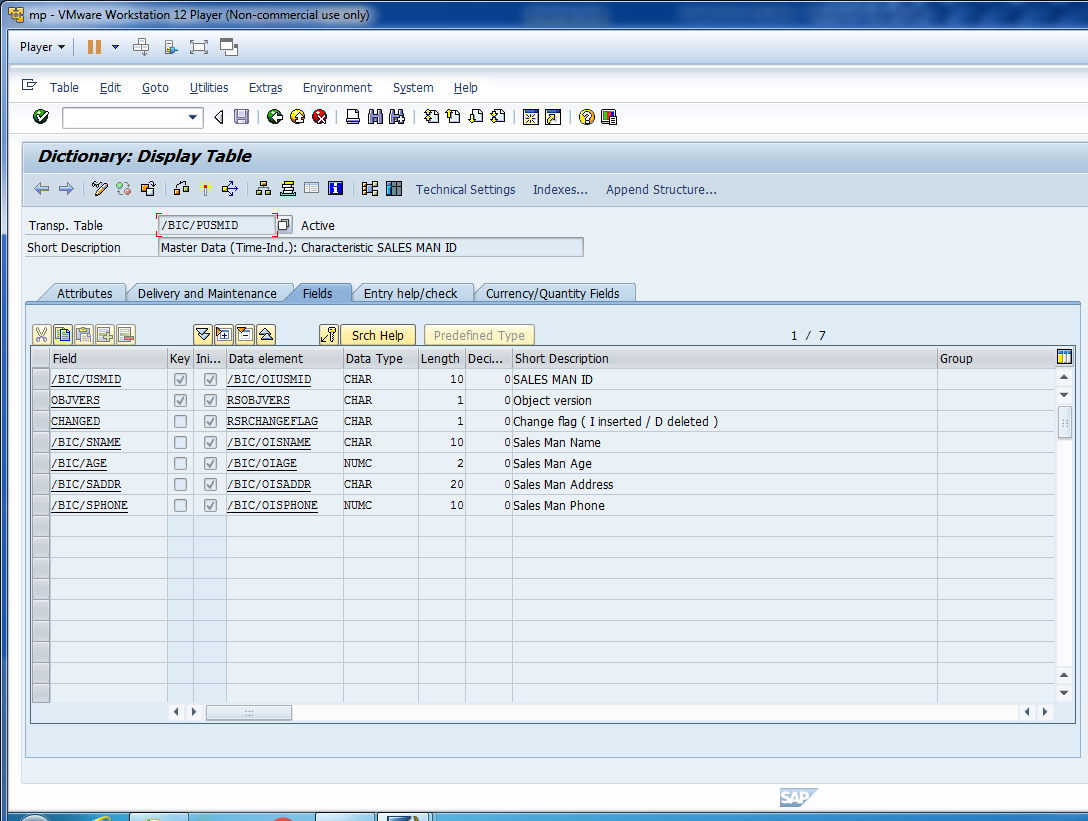 mp - VMware Workstation 12 Player (Non-commercial use only)
Player
Table Edit Goto Utilities Extras Environment System Help
Dictionary: Display Table
Technical Settings Indexes... Append Structure...
Transp. Table /BIC/PUSMID Active
Short Description Master Data (Time-Ind.): Characteristic SALES MAN ID
Attributes Delivery and Maintenance Fields Entry help/check Currency/Quantity Fields
Srch Help Predefined Type 1 / 7
Field Key Ini... Data element Data Type Length Deci... Short Description Group
/BIC/USMID /BIC/OIUSMID CHAR 10 0 SALES MAN ID
OBJVERS RSOBJVERS CHAR 1 0 Object version
CHANGED RSRCHANGEFLAG CHAR 1 0 Change flag ( I inserted / D deleted )
/BIC/SNAME /BIC/OISNAME CHAR 10 0 Sales Man Name
/BIC/AGE /BIC/OIAGE NUMC 2 0 Sales Man Age
/BIC/SADDR /BIC/OISADDR CHAR 20 0 Sales Man Address
/BIC/SPHONE /BIC/OISPHONE NUMC 10 0 Sales Man Phone
SAP